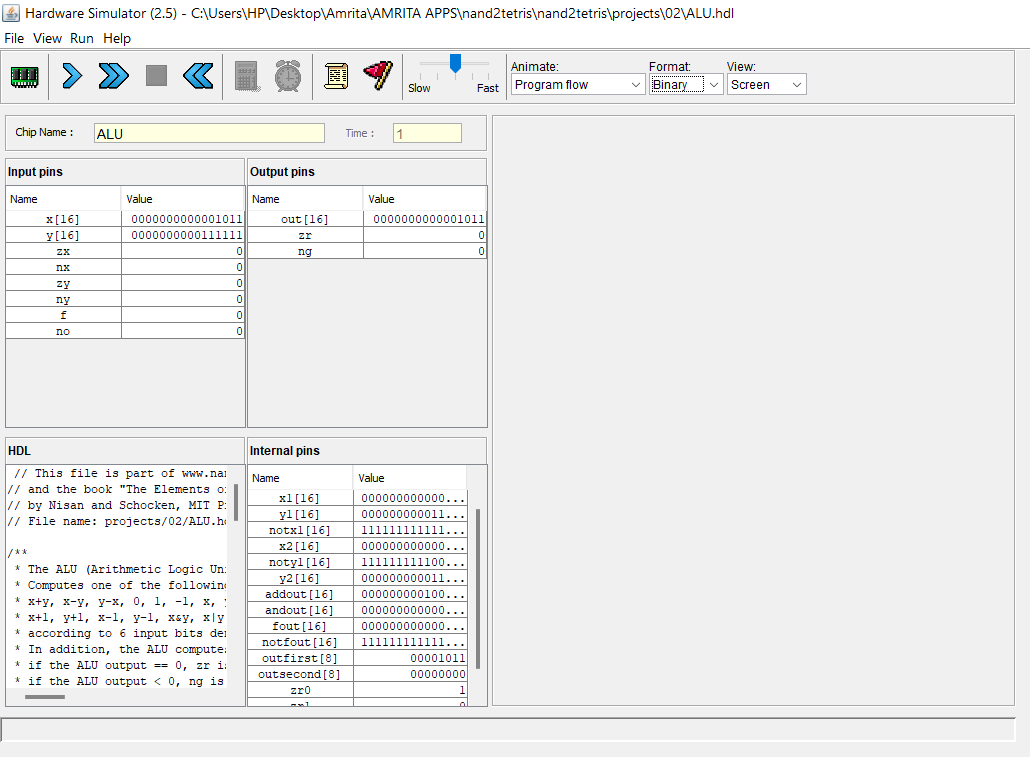 Hardware Simulator (2.5) - C:\Users\HP\Desktop\Amrita\AMRITA APPS\nand2tetris\nand2tetris\projects\02\ALU.hdl
File View Run Help
Slow Fast
Animate: Format: View:
Program flow Binary Screen
Chip Name : ALU Time : 1
Input pins
Name Value
x[16] 0000000000001011
y[16] 0000000000111111
zx 0
nx 0
zy 0
ny 0
f 0
no 0
Output pins
Name Value
out[16] 0000000000001011
zr 0
ng 0
HDL
// This file is part of www.nan
// and the book "The Elements o
// by Nisan and Schocken, MIT P
// File name: projects/02/ALU.h
/**
* The ALU (Arithmetic Logic Uni
* Computes one of the following
* x+y, x-y, y-x, 0, 1, -1, x, y
* x+1, y+1, x-1, y-1, x&y, x|y
* according to 6 input bits de
* In addition, the ALU compute
* if the ALU output == 0, zr i
* if the ALU output < 0, ng is
Internal pins
Name Value
x1[16] 000000000000...
y1[16] 000000000011...
notx1[16] 111111111111...
x2[16] 000000000000...
noty1[16] 111111111100...
y2[16] 000000000011...
addout[16] 000000000100...
andout[16] 000000000000...
fout[16] 000000000000...
notfout[16] 111111111111...
outfirst[8] 00001011
outsecond[8] 00000000
zr0 1
zr1 0